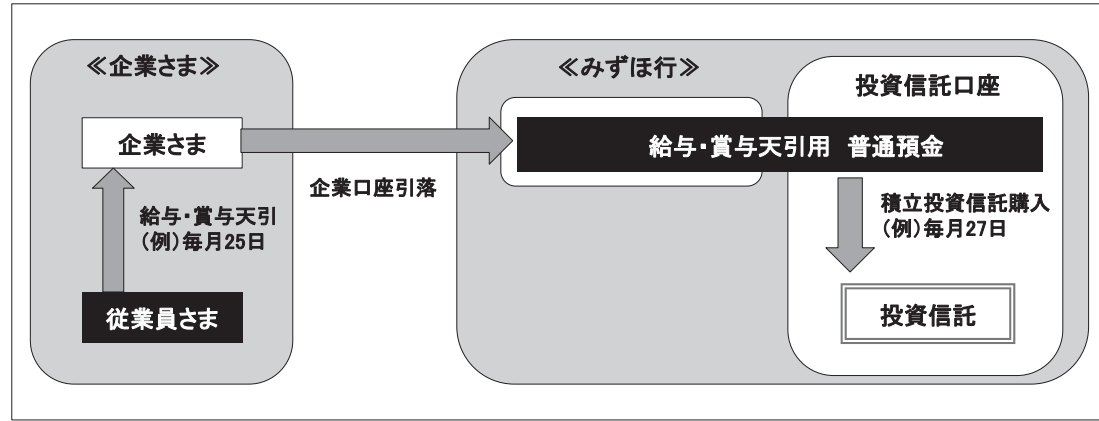 ≪企業さま≫
企業さま
給与・賞与天引
(例)毎月25日
従業員さま
企業口座引落
≪みずほ行≫
投資信託口座
給与・賞与天引用 普通預金
積立投資信託購入
(例)毎月27日
投資信託